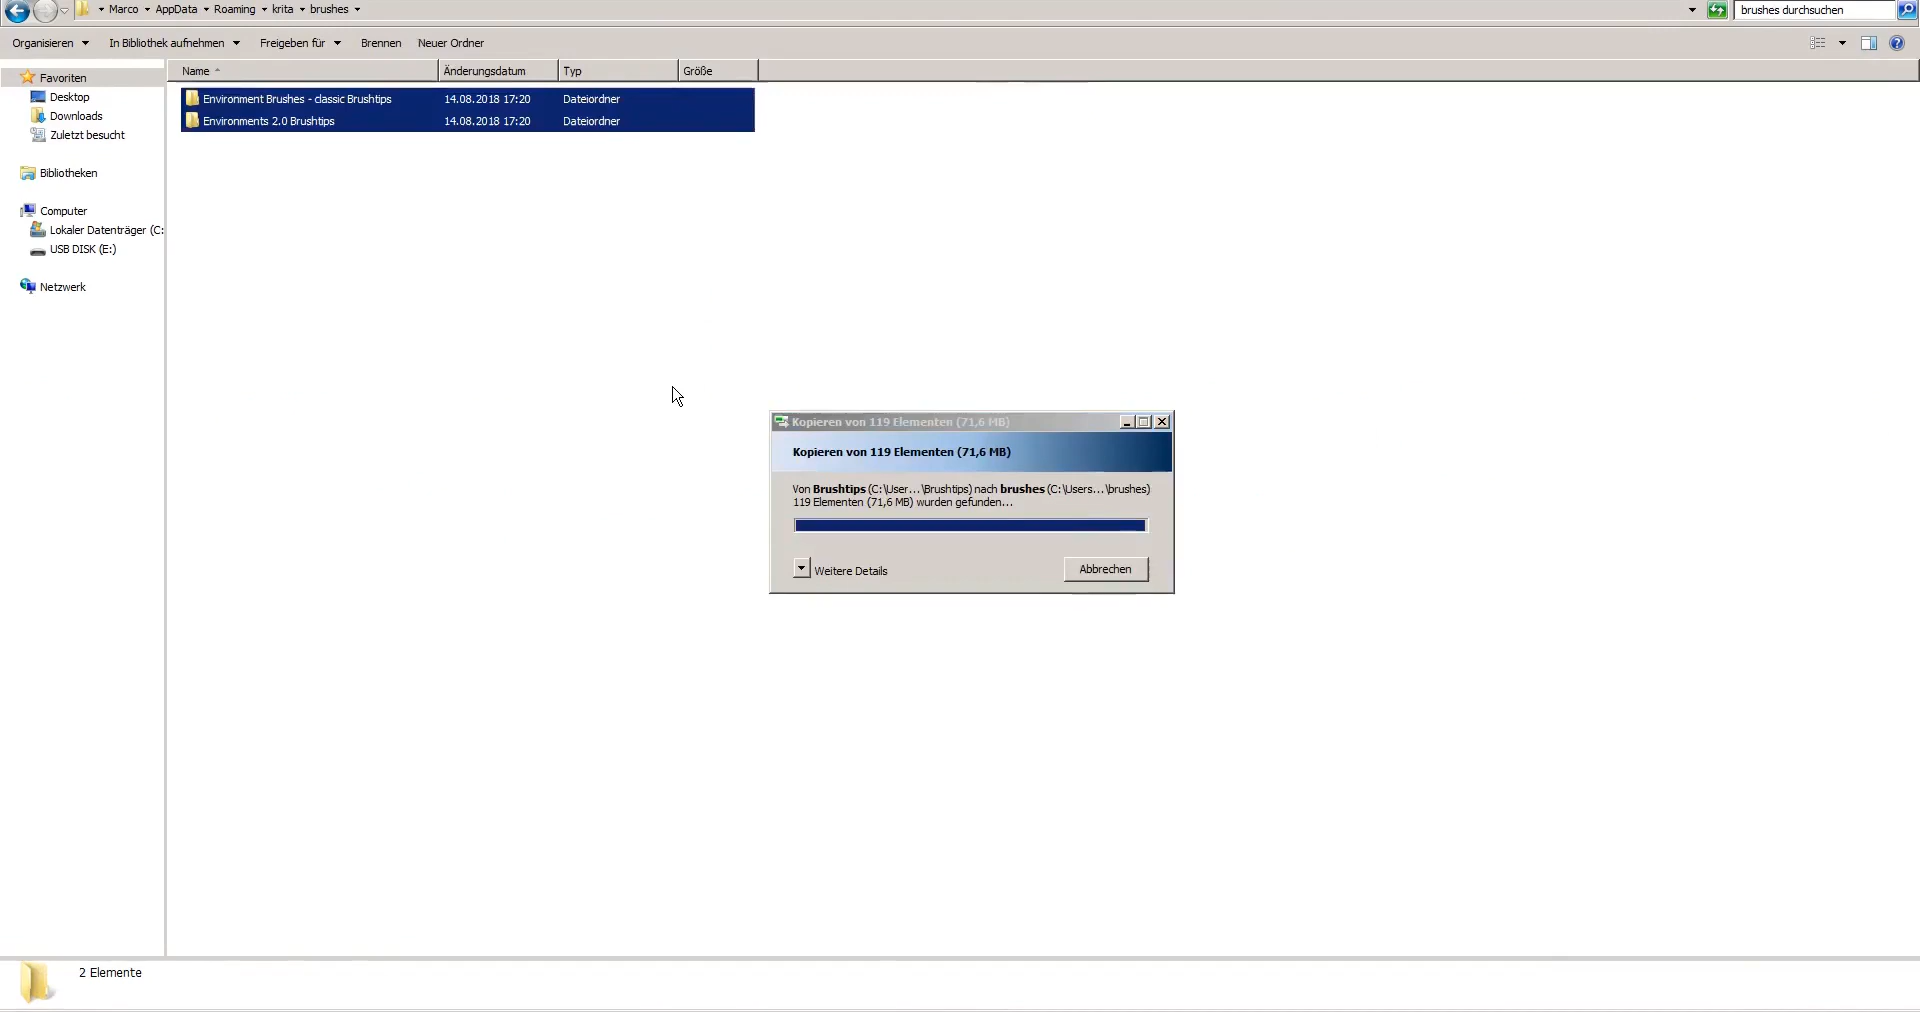 Marco AppData Roaming krita brushes
brushes durchsuchen
Organisieren In Bibliothek aufnehmen Freigeben für Brennen Neuer Ordner
Name Änderungsdatum Typ Größe
Favoriten
Desktop
Downloads
Zuletzt besucht
Bibliotheken
Computer
Lokaler Datenträger (C:
USB DISK (E:)
Netzwerk
Environment Brushes - classic Brushtips 14.08.2018 17:20 Dateiordner
Environments 2.0 Brushtips 14.08.2018 17:20 Dateiordner
Kopieren von 119 Elementen (71,6 MB)
Kopieren von 119 Elementen (71,6 MB)
Von Brushtips (C:\User...\Brushtips) nach brushes (C:\Users...\brushes)
119 Elementen (71,6 MB) wurden gefunden...
Weitere Details
Abbrechen
2 Elemente